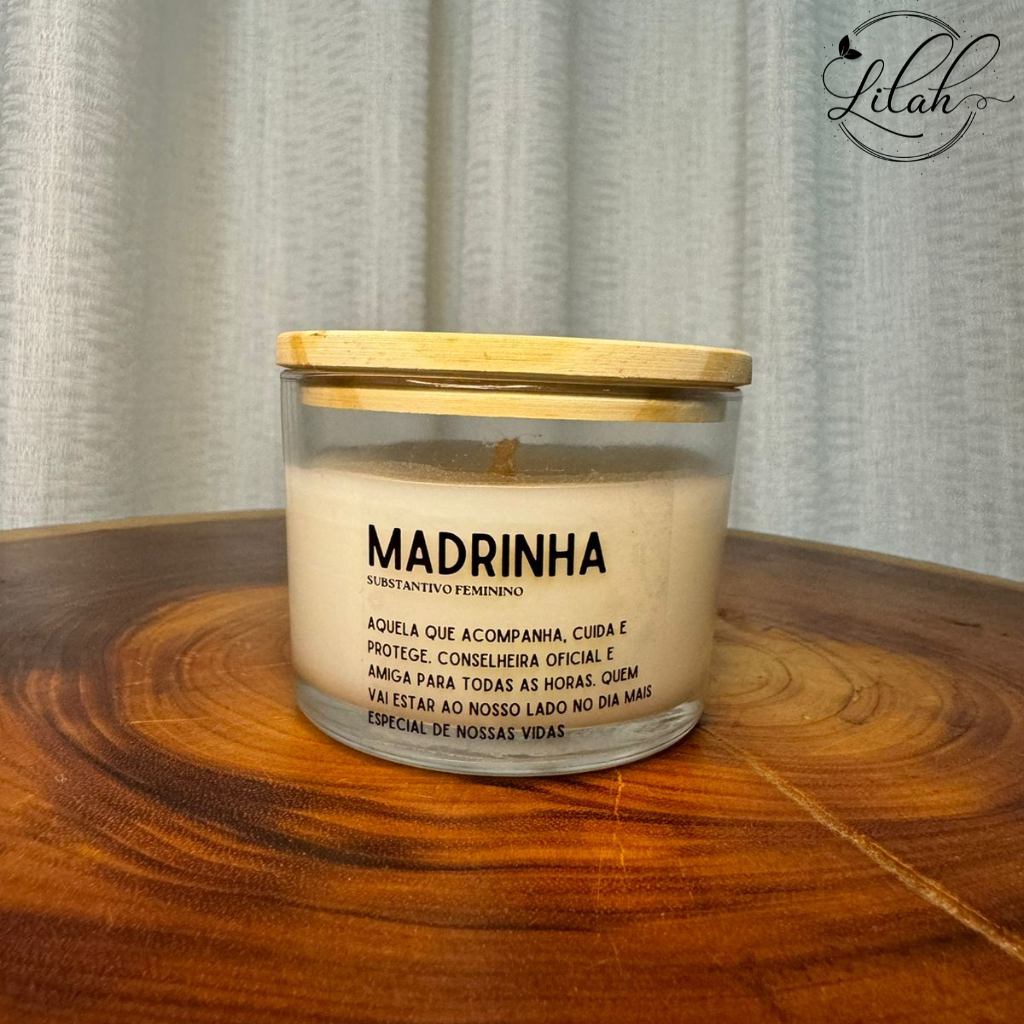 Lilah
MADRINHA
SUBSTANTIVO FEMININO
AQUELA QUE ACOMPANHA, CUIDA E
PROTEGE. CONSELHEIRA OFICIAL E
AMIGA PARA TODAS AS HORAS. QUEM
VAI ESTAR AO NOSSO LADO NO DIA MAIS
ESPECIAL DE NOSSAS VIDAS